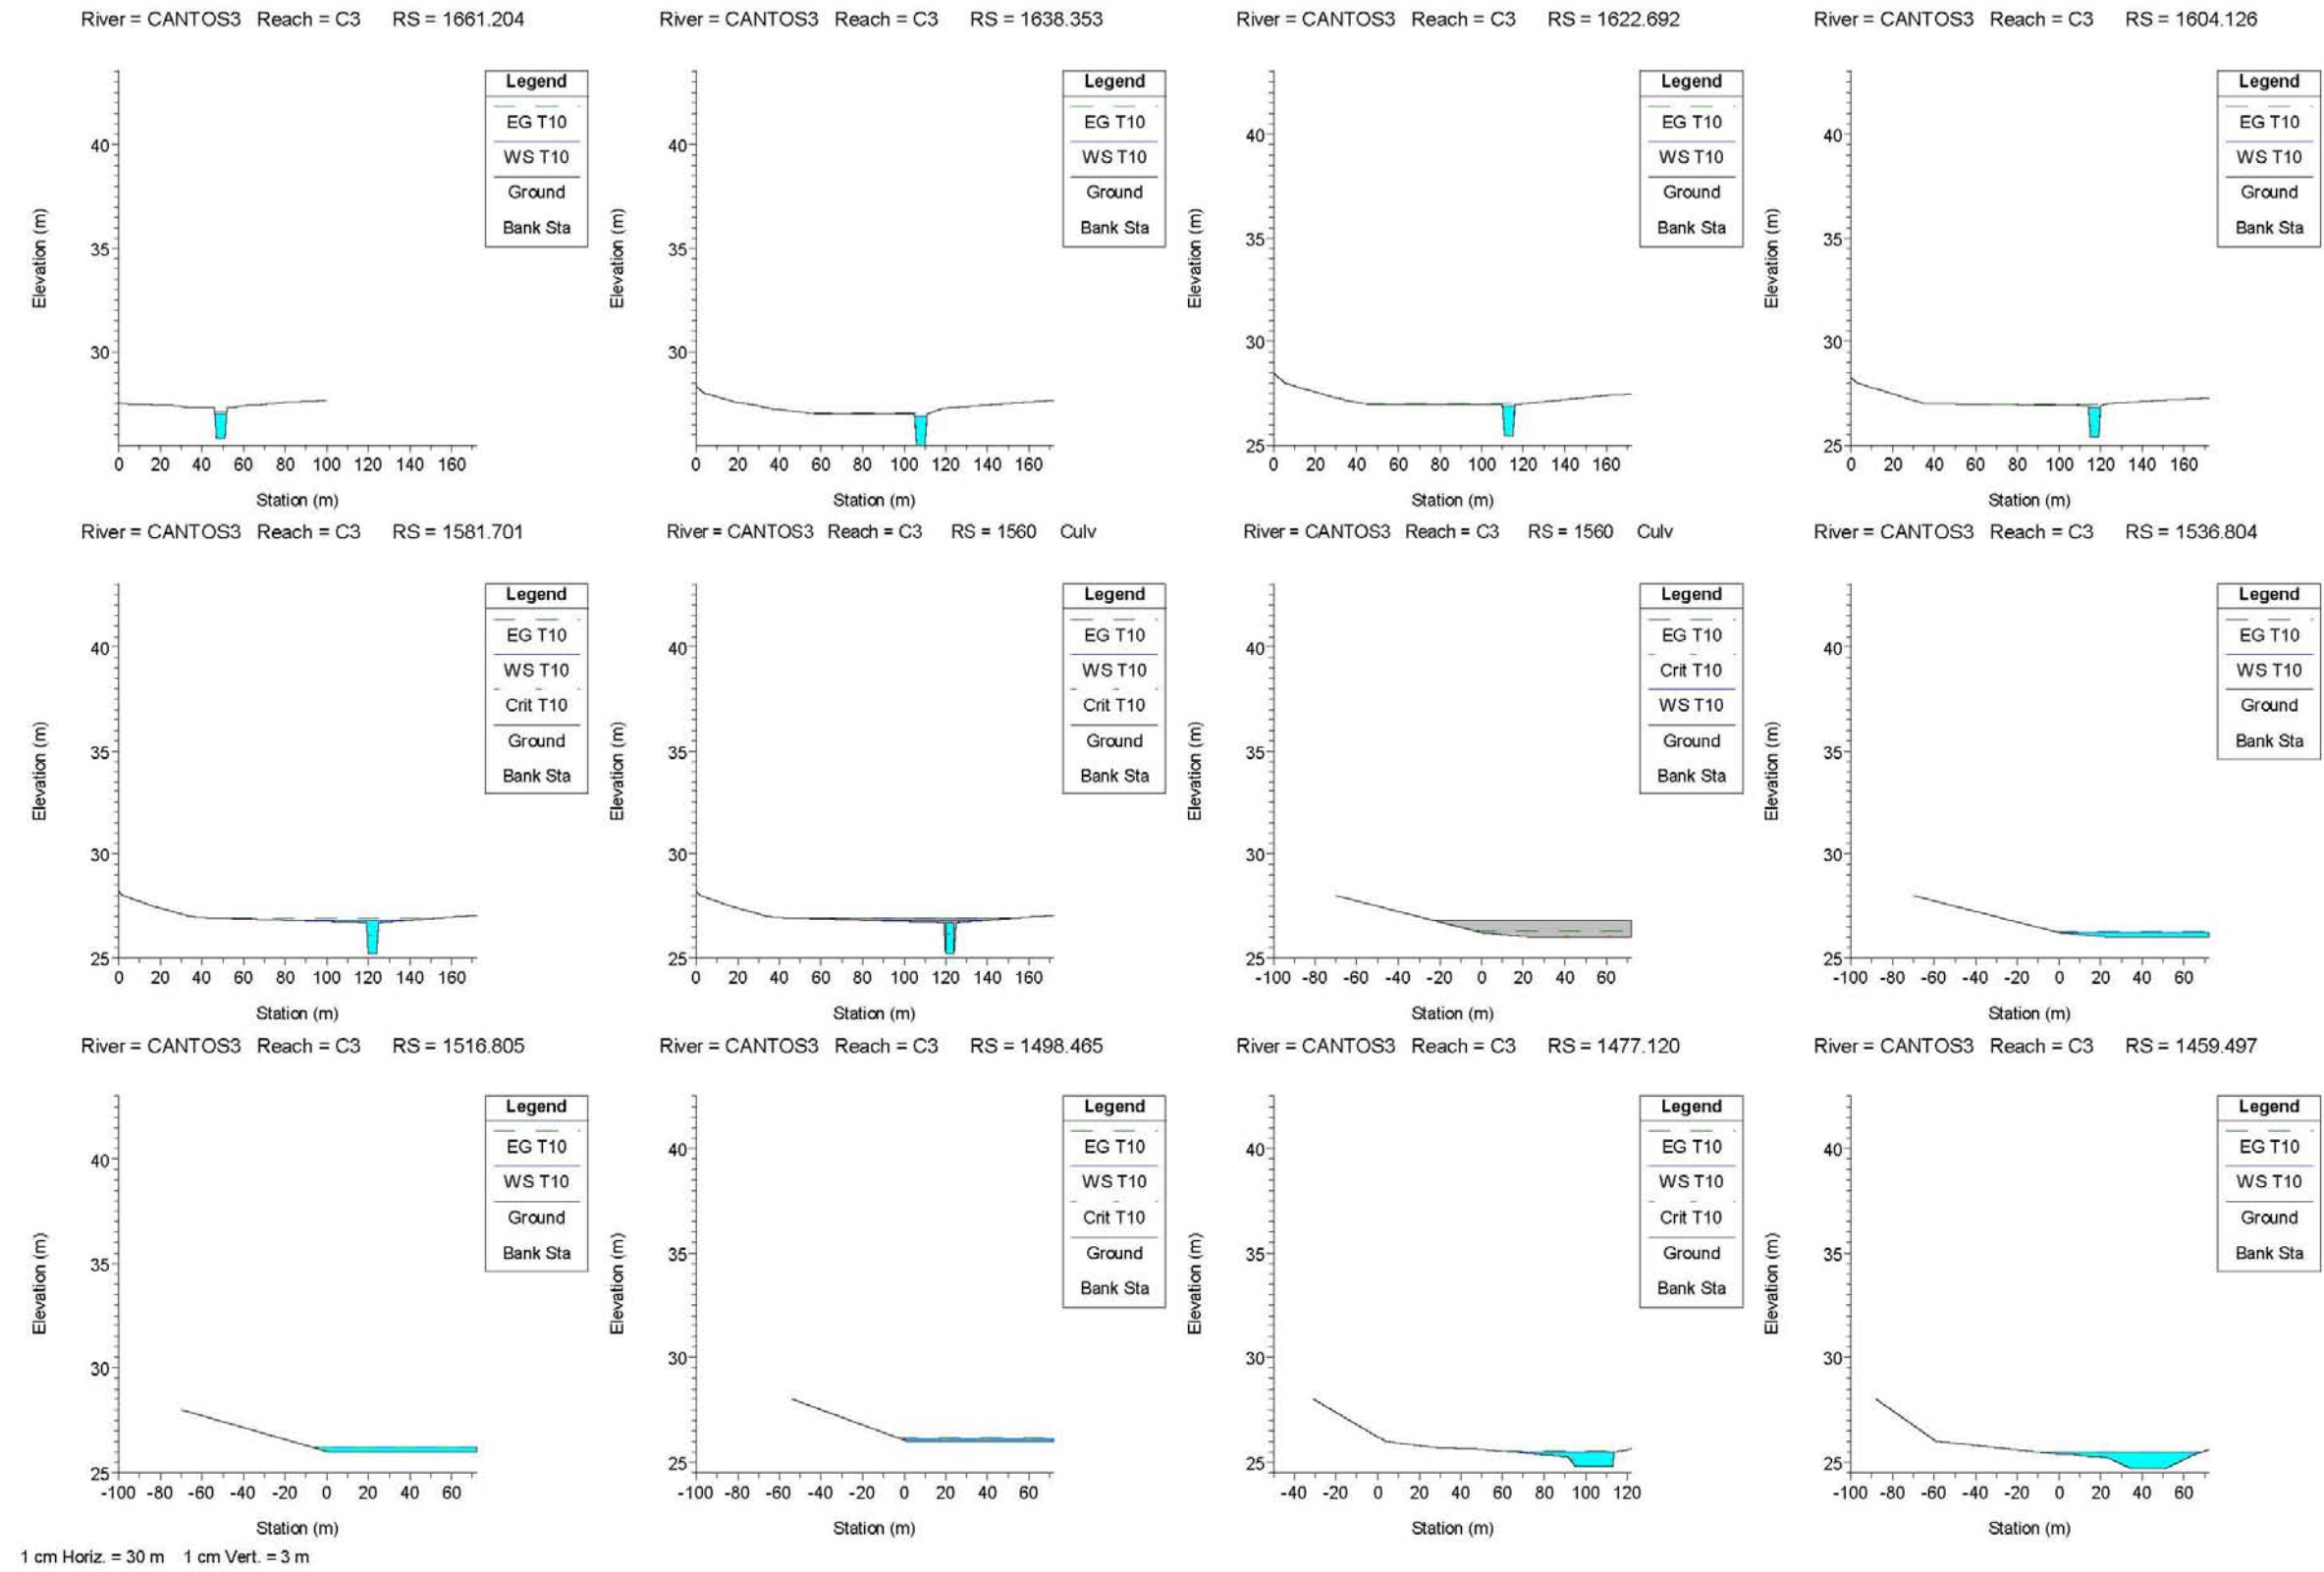 River = CANTOS3 Reach = C3 RS = 1661.204
Legend
EG T10
WS T10
Ground
Bank Sta
Elevation (m)
40
35
30
0 20 40 60 80 100 120 140 160
Station (m)
River = CANTOS3 Reach = C3 RS = 1638.353
Legend
EG T10
WS T10
Ground
Bank Sta
Elevation (m)
40
35
30
0 20 40 60 80 100 120 140 160
Station (m)
River = CANTOS3 Reach = C3 RS = 1622.692
Legend
EG T10
WS T10
Ground
Bank Sta
Elevation (m)
40
35
30
25
0 20 40 60 80 100 120 140 160
Station (m)
River = CANTOS3 Reach = C3 RS = 1604.126
Legend
EG T10
WS T10
Ground
Bank Sta
Elevation (m)
40
35
30
25
0 20 40 60 80 100 120 140 160
Station (m)
River = CANTOS3 Reach = C3 RS = 1581.701
Legend
EG T10
WS T10
Crit T10
Ground
Bank Sta
Elevation (m)
40
35
30
25
0 20 40 60 80 100 120 140 160
Station (m)
River = CANTOS3 Reach = C3 RS = 1560 Culv
Legend
EG T10
WS T10
Crit T10
Ground
Bank Sta
Elevation (m)
40
35
30
25
0 20 40 60 80 100 120 140 160
Station (m)
River = CANTOS3 Reach = C3 RS = 1560 Culv
Legend
EG T10
Crit T10
WS T10
Ground
Bank Sta
Elevation (m)
40
35
30
25
-100 -80 -60 -40 -20 0 20 40 60
Station (m)
River = CANTOS3 Reach = C3 RS = 1536.804
Legend
EG T10
WS T10
Ground
Bank Sta
Elevation (m)
40
35
30
25
-100 -80 -60 -40 -20 0 20 40 60
Station (m)
River = CANTOS3 Reach = C3 RS = 1516.805
Legend
EG T10
WS T10
Ground
Bank Sta
Elevation (m)
40
35
30
25
-100 -80 -60 -40 -20 0 20 40 60
Station (m)
River = CANTOS3 Reach = C3 RS = 1498.465
Legend
EG T10
WS T10
Crit T10
Ground
Bank Sta
Elevation (m)
40
35
30
25
-100 -80 -60 -40 -20 0 20 40 60
Station (m)
River = CANTOS3 Reach = C3 RS = 1477.120
Legend
EG T10
WS T10
Crit T10
Ground
Bank Sta
Elevation (m)
40
35
30
25
-40 -20 0 20 40 60 80 100 120
Station (m)
River = CANTOS3 Reach = C3 RS = 1459.497
Legend
EG T10
WS T10
Ground
Bank Sta
Elevation (m)
40
35
30
25
-100 -80 -60 -40 -20 0 20 40 60
Station (m)
1 cm Horiz. = 30 m 1 cm Vert. = 3 m